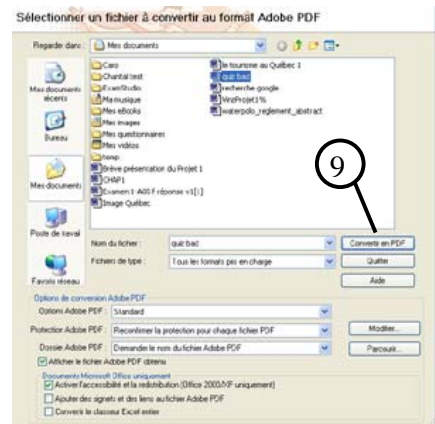 Sélectionner un fichier à convertir au format Adobe PDF
Regarder dans :
Mes documents
Mes documents récents
Bureau
Mes documents
Poste de travail
Favoris réseau
Cars
Chantal test
ExamStudio
Ma musique
Mes eBooks
Mes images
Mes questionnaires
Mes vidéos
temp
Brève présentation du Projet 1
CHAP1
Examen 1-A05 F réponse v1[1]
Image Québec
le tourisme au Québec 1
quiz bad
recherche google
VinzProjet1%
waterpolo_reglement_abstract
9
Nom du fichier :
quiz bad
Convertir en PDF
Fichiers de type :
Tous les formats pris en charge
Quitter
Aide
Options de conversion Adobe PDF
Options Adobe PDF :
Standard
Protection Adobe PDF :
Reconfirmer la protection pour chaque fichier PDF
Modifier...
Dossier Adobe PDF :
Demander le nom du fichier Adobe PDF
Parcourir...
Afficher le fichier Adobe PDF obtenu
Documents Microsoft Office uniquement
Activer l'accessibilité et la redistribution (Office 2000/XP uniquement)
Ajouter des signets et des liens au fichier Adobe PDF
Convertir le classeur Excel entier